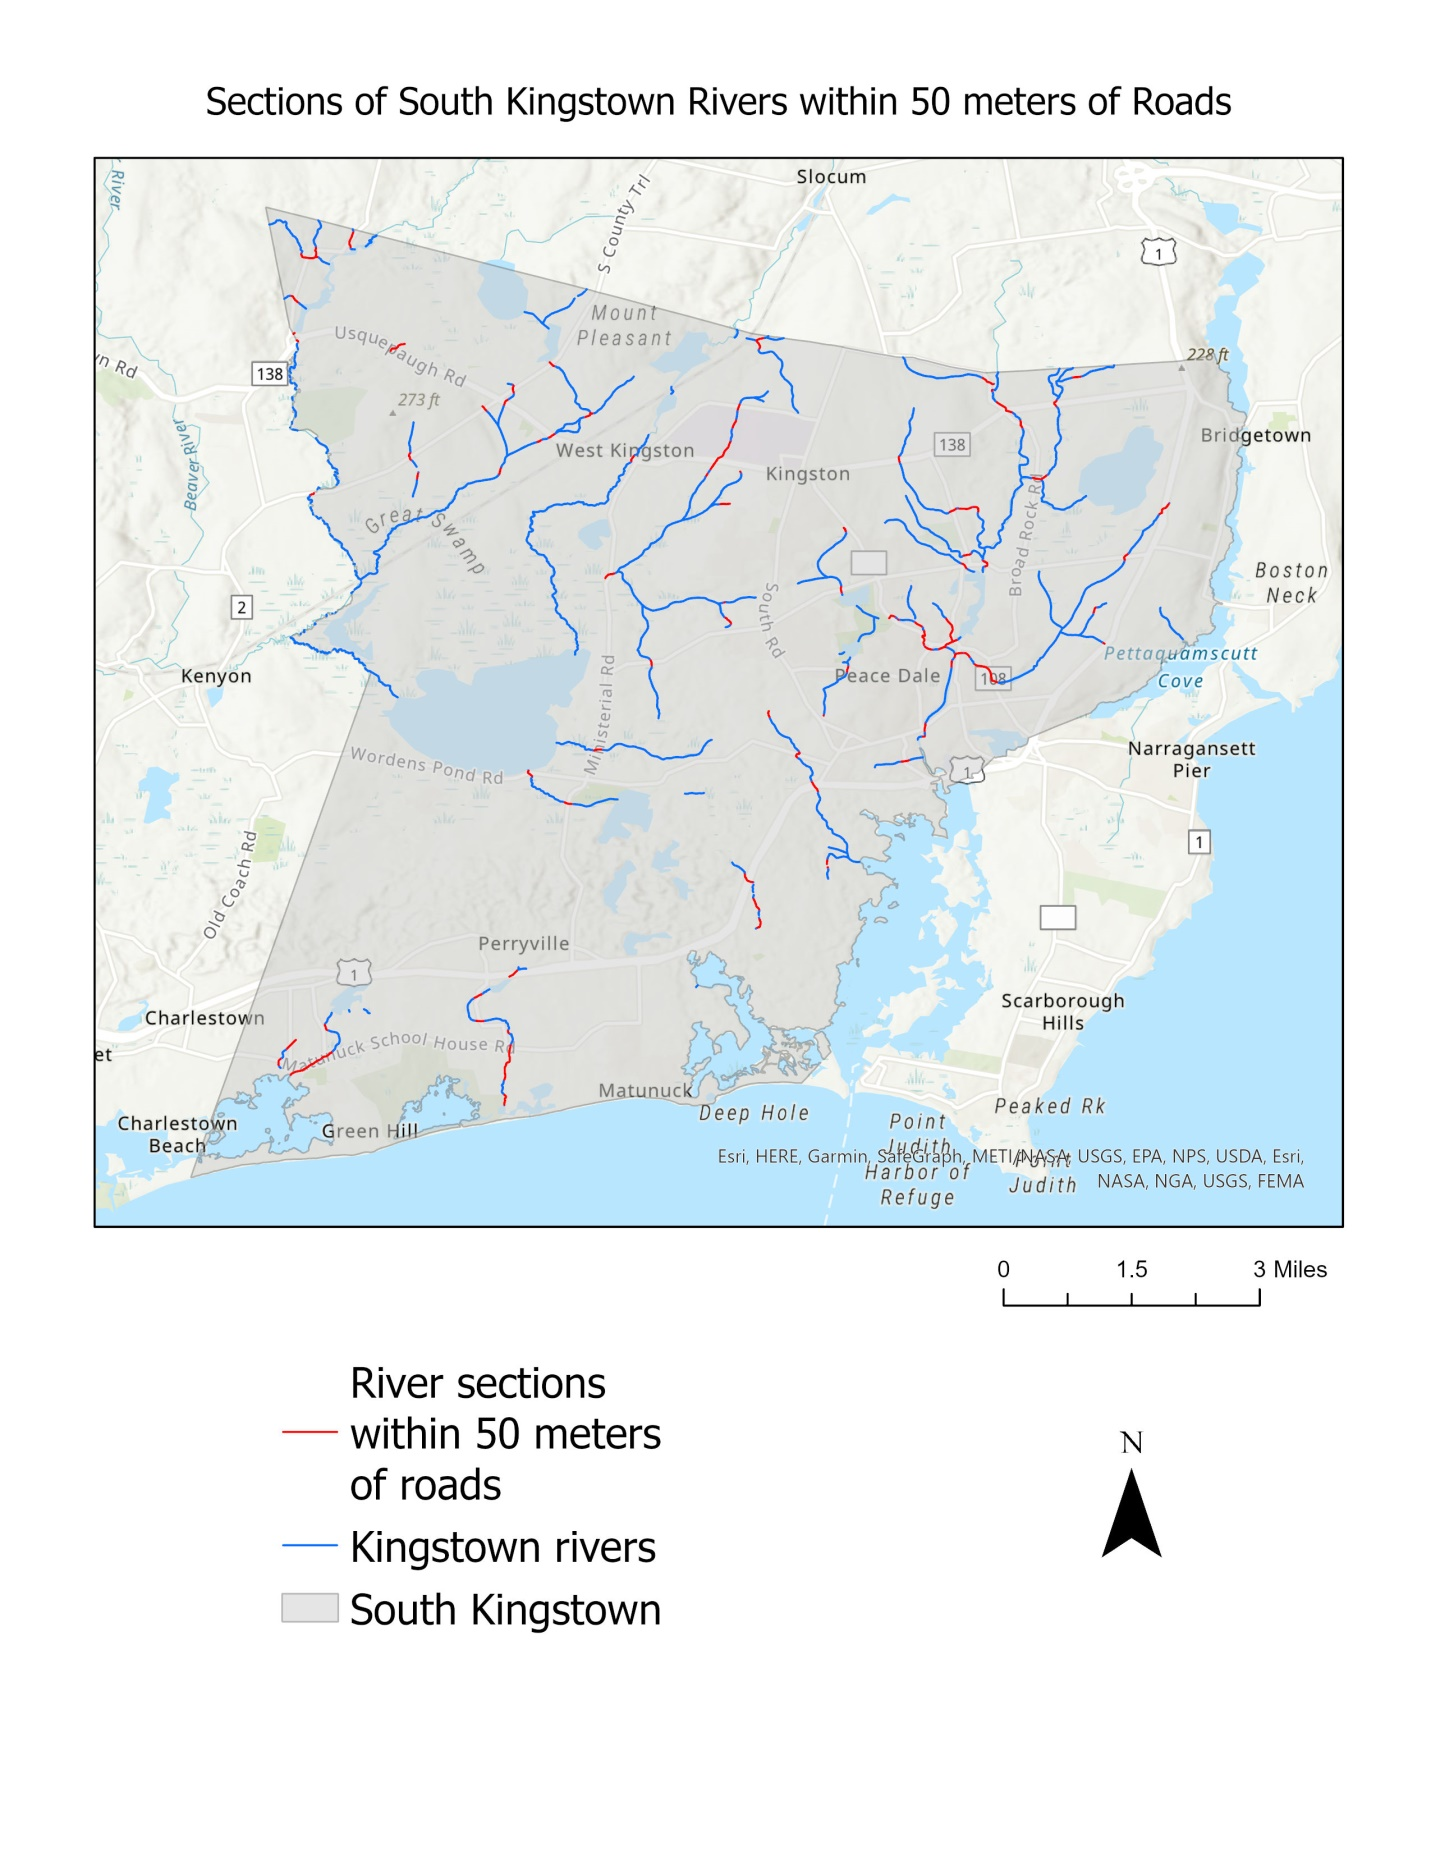 Sections of South Kingstown Rivers within 50 meters of Roads
River
Slocum
S County Trl
1
Mount
Pleasant
Usquepaugh Rd
228 ft
138
273 ft
Beaver River
Bridgetown
138
West Kingston
Kingston
Great Swamp
Broad Rock Rd
Boston
Neck
2
South Rd
Pettaquamscutt
Cove
Kenyon
Ministerial Rd
Peace Dale
108
Wordens Pond Rd
Narragansett
Pier
1
1
Old Coach Rd
Perryville
1
Scarborough
Hills
Charlestown
et
Matunuck School House Rd
Matunuck
Deep Hole
Peaked Rk
Charlestown
Beach
Green Hill
Point
Judith
Harbor of
Refuge
Point
Judith
Esri, HERE, Garmin, SafeGraph, METI/NASA, USGS, EPA, NPS, USDA, Esri,
NASA, NGA, USGS, FEMA
0 1.5 3 Miles
River sections
within 50 meters
of roads
Kingstown rivers
South Kingstown
N